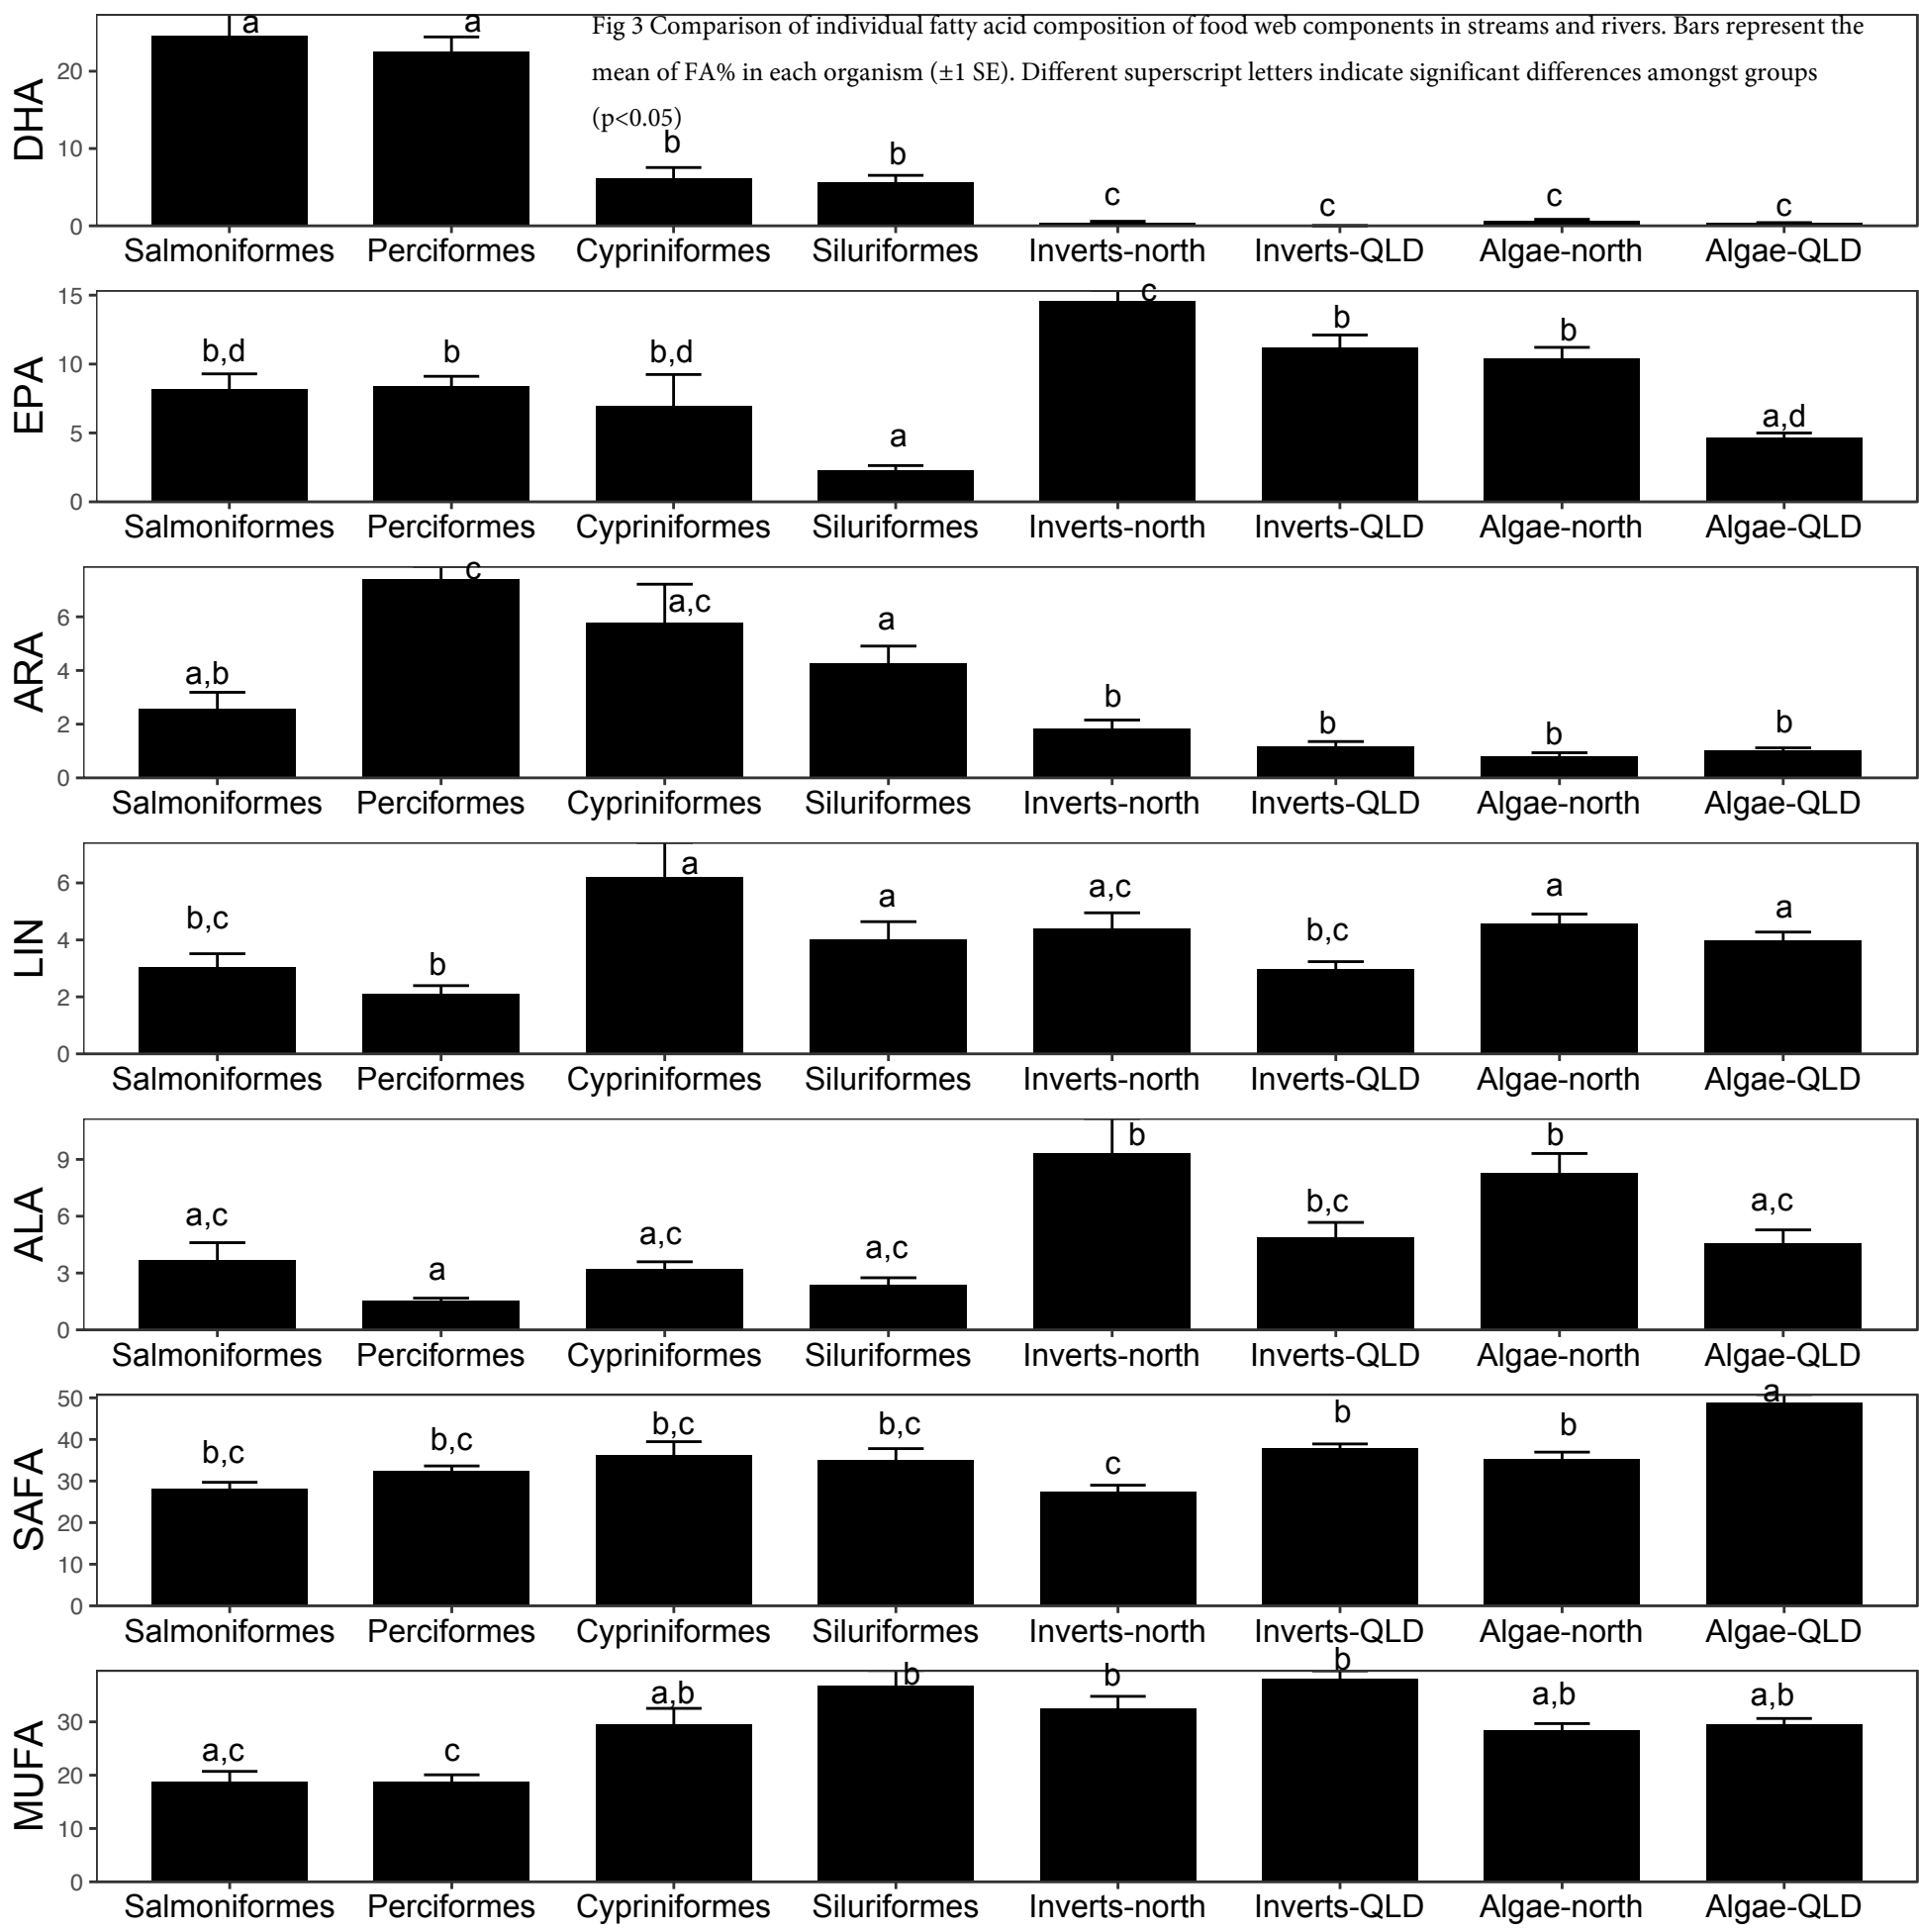 Fig 3 Comparison of individual fatty acid composition of food web components in streams and rivers. Bars represent the
mean of FA% in each organism (±1 SE). Different superscript letters indicate significant differences amongst groups
(p<0.05)
DHA
20
10
0
a a b b c c c c
Salmoniformes Perciformes Cypriniformes Siluriformes Inverts-north Inverts-QLD Algae-north Algae-QLD
EPA
15
10
5
0
b,d b b,d a c b b a,d
Salmoniformes Perciformes Cypriniformes Siluriformes Inverts-north Inverts-QLD Algae-north Algae-QLD
ARA
6
4
2
0
a,b c a,c a b b b b
Salmoniformes Perciformes Cypriniformes Siluriformes Inverts-north Inverts-QLD Algae-north Algae-QLD
LIN
6
4
2
0
b,c b a a a,c b,c a a
Salmoniformes Perciformes Cypriniformes Siluriformes Inverts-north Inverts-QLD Algae-north Algae-QLD
ALA
9
6
3
0
a,c a a,c a,c b b,c b a,c
Salmoniformes Perciformes Cypriniformes Siluriformes Inverts-north Inverts-QLD Algae-north Algae-QLD
SAFA
50
40
30
20
10
0
b,c b,c b,c b,c c b b a
Salmoniformes Perciformes Cypriniformes Siluriformes Inverts-north Inverts-QLD Algae-north Algae-QLD
MUFA
30
20
10
0
a,c c a,b b b b a,b a,b
Salmoniformes Perciformes Cypriniformes Siluriformes Inverts-north Inverts-QLD Algae-north Algae-QLD